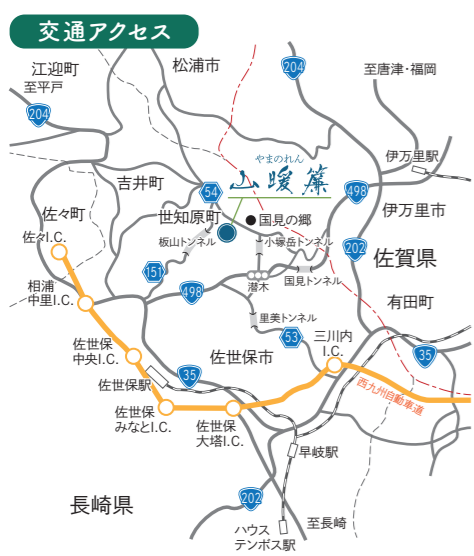 交通アクセス
松浦市
江迎町
至平戸
204
204
至唐津・福岡
やまのれん
山暖簾
伊万里駅
吉井町
54
498
佐々町
世知原町
国見の郷
伊万里市
佐々I.C.
板山トンネル
小塚岳トンネル
202
佐賀県
151
潜木
国見トンネル
相浦
中里I.C.
498
有田町
里美トンネル
53
三川内
I.C.
佐世保
中央I.C.
佐世保市
35
35
佐世保駅
西九州自動車道
佐世保
みなとI.C.
佐世保
大塔I.C.
早岐駅
長崎県
202
至長崎
ハウス
テンボス駅